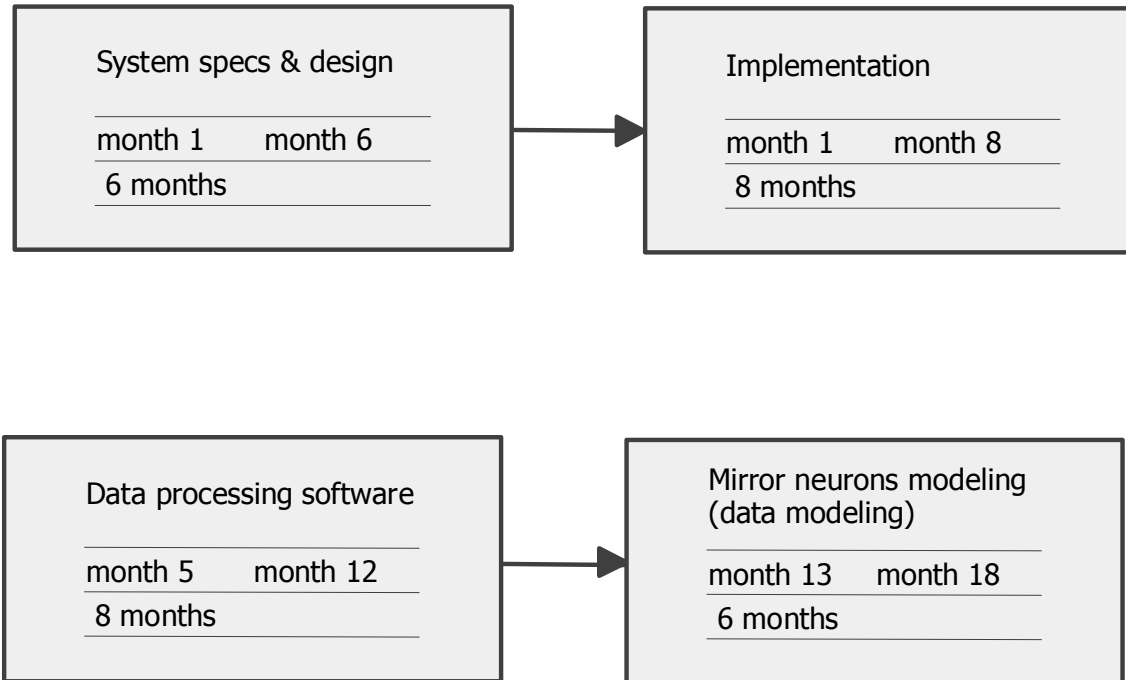 System specs & design
month 1 month 6
6 months
Implementation
month 1 month 8
8 months
Data processing software
month 5 month 12
8 months
Mirror neurons modeling
(data modeling)
month 13 month 18
6 months